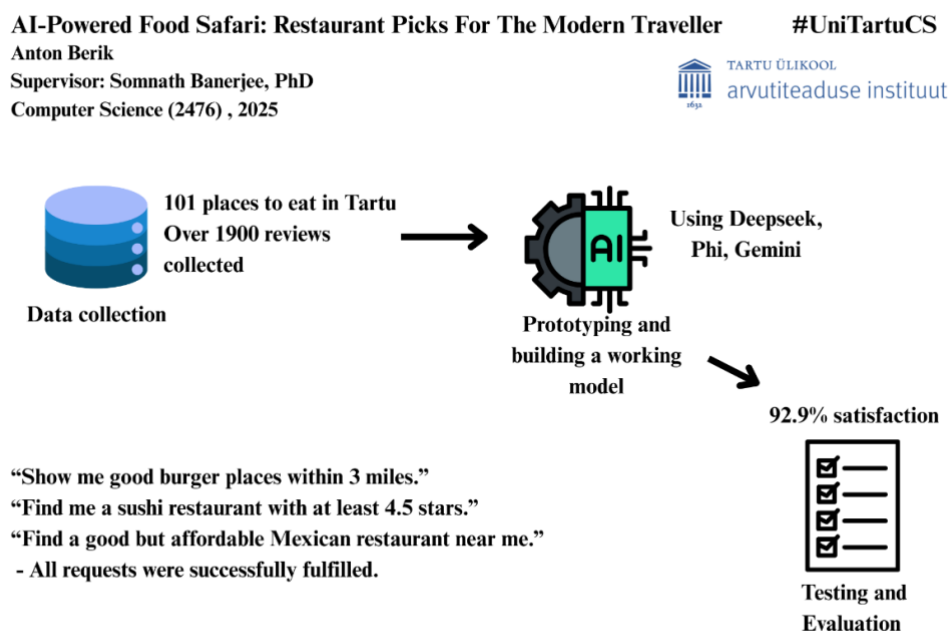 AI-Powered Food Safari: Restaurant Picks For The Modern Traveller
#UniTartuCS
Anton Berik
Supervisor: Somnath Banerjee, PhD
Computer Science (2476) , 2025
TARTU ÜLIKOOL
arvutiteaduse instituut
1632
101 places to eat in Tartu
Over 1900 reviews
collected
Data collection
AI
Using Deepseek,
Phi, Gemini
Prototyping and
building a working
model
92.9% satisfaction
Testing and
Evaluation
“Show me good burger places within 3 miles.”
“Find me a sushi restaurant with at least 4.5 stars.”
“Find a good but affordable Mexican restaurant near me.”
- All requests were successfully fulfilled.